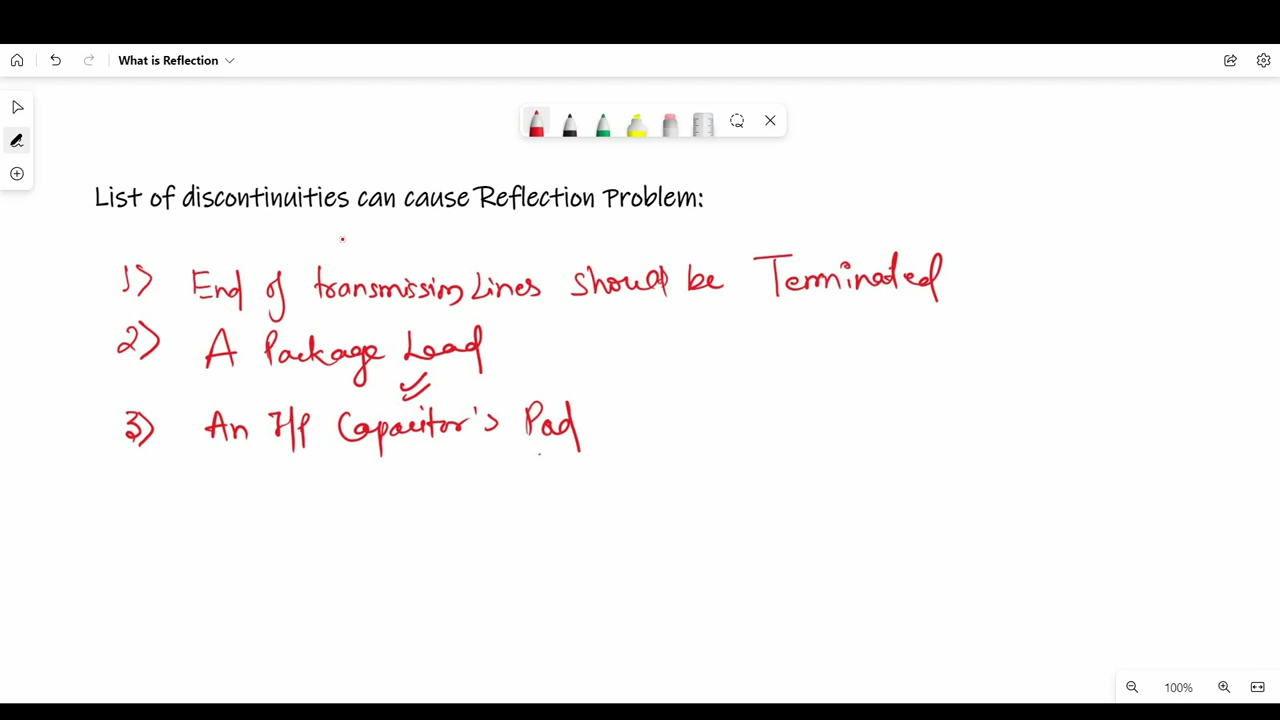 What is Reflection
List of discontinuities can cause Reflection Problem:
1) End of transmission Lines should be Terminated
2) A Package Lead
3) An I/p Capacitor's Pad
100%